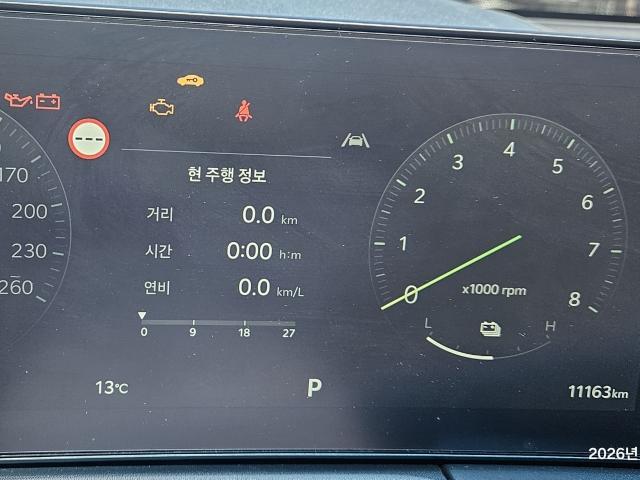 170
200
230
260
현 주행 정보
거리 0.0 km
시간 0:00 h:m
연비 0.0 km/L
0 9 18 27
0 1 2 3 4 5 6 7 8
x1000 rpm
L H
13℃
P
11163km
2026년